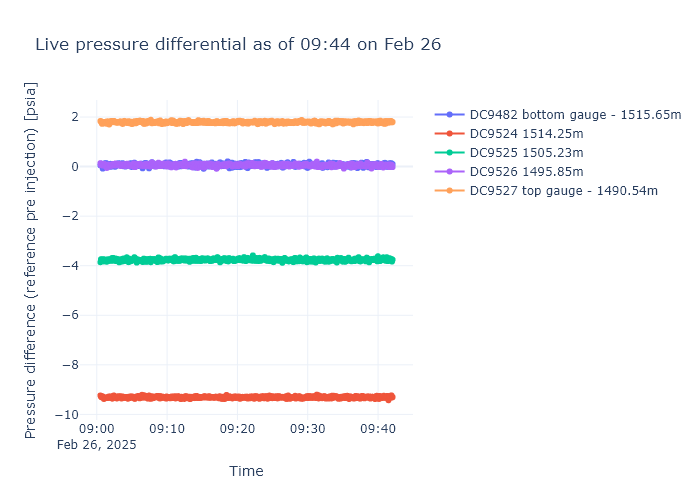 Live pressure differential as of 09:44 on Feb 26
Pressure difference (reference pre injection) [psia]
2
0
−2
−4
−6
−8
−10
09:00
Feb 26, 2025
09:10
09:20
09:30
09:40
Time
DC9482 bottom gauge - 1515.65m
DC9524 1514.25m
DC9525 1505.23m
DC9526 1495.85m
DC9527 top gauge - 1490.54m